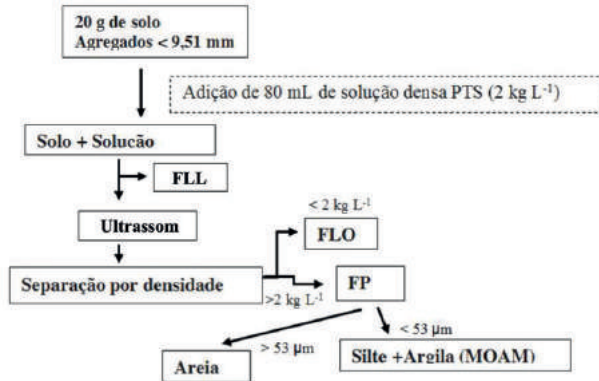 20 g de solo
Agregados < 9,51 mm
Adição de 80 mL de solução densa PTS (2 kg L⁻¹)
Solo + Solucão
FLL
Ultrassom
< 2 kg L⁻¹
FLO
Separação por densidade
>2 kg L⁻¹
FP
> 53 µm
< 53 µm
Areia
Silte +Argila (MOAM)